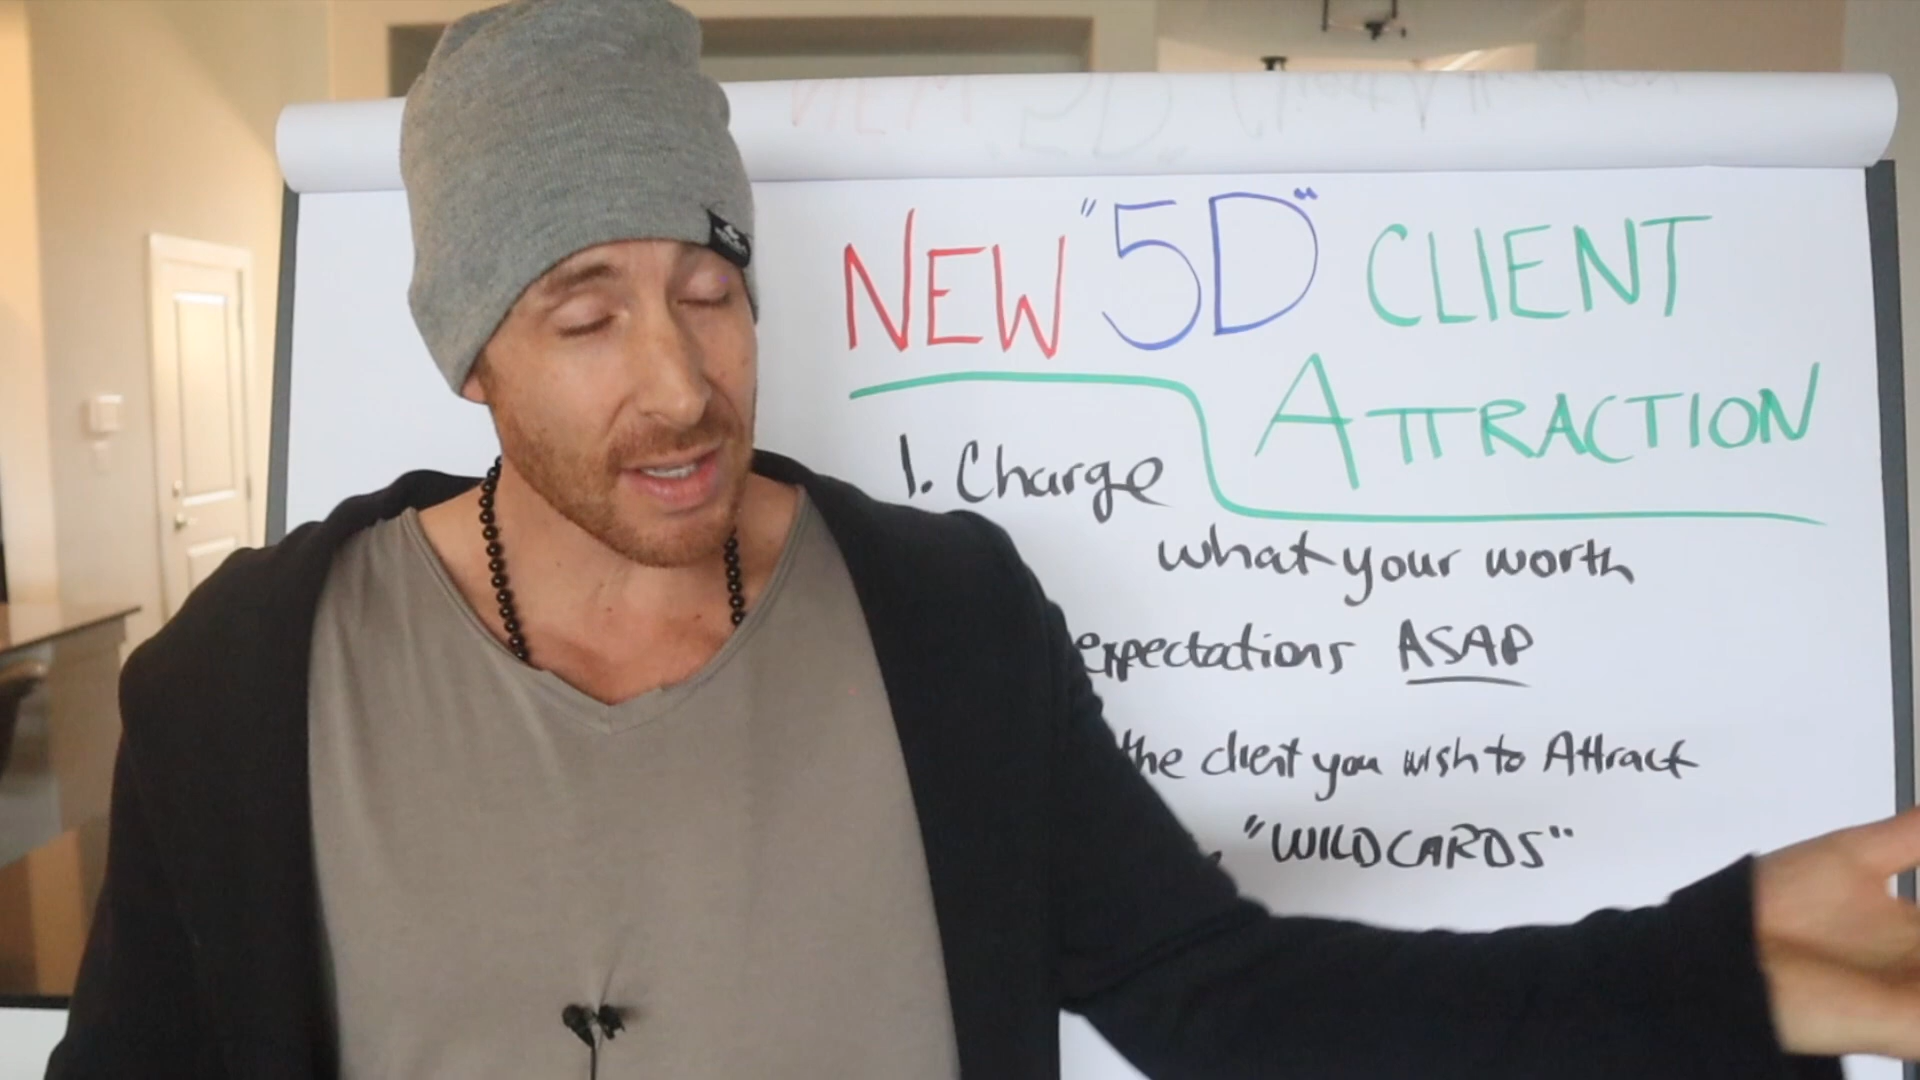 NEW "5D" CLIENT
ATTRACTION
1. Charge
what your worth
expectations ASAP
the client you wish to Attract
"WILDCARDS"